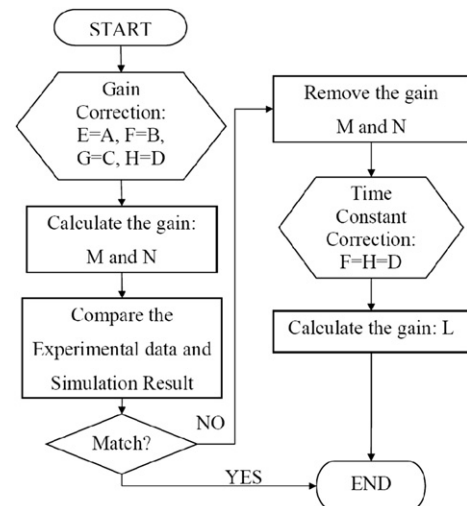 START
Gain
Correction:
E=A, F=B,
G=C, H=D
Calculate the gain:
M and N
Compare the
Experimental data and
Simulation Result
Match?
NO
YES
Remove the gain
M and N
Time
Constant
Correction:
F=H=D
Calculate the gain: L
END